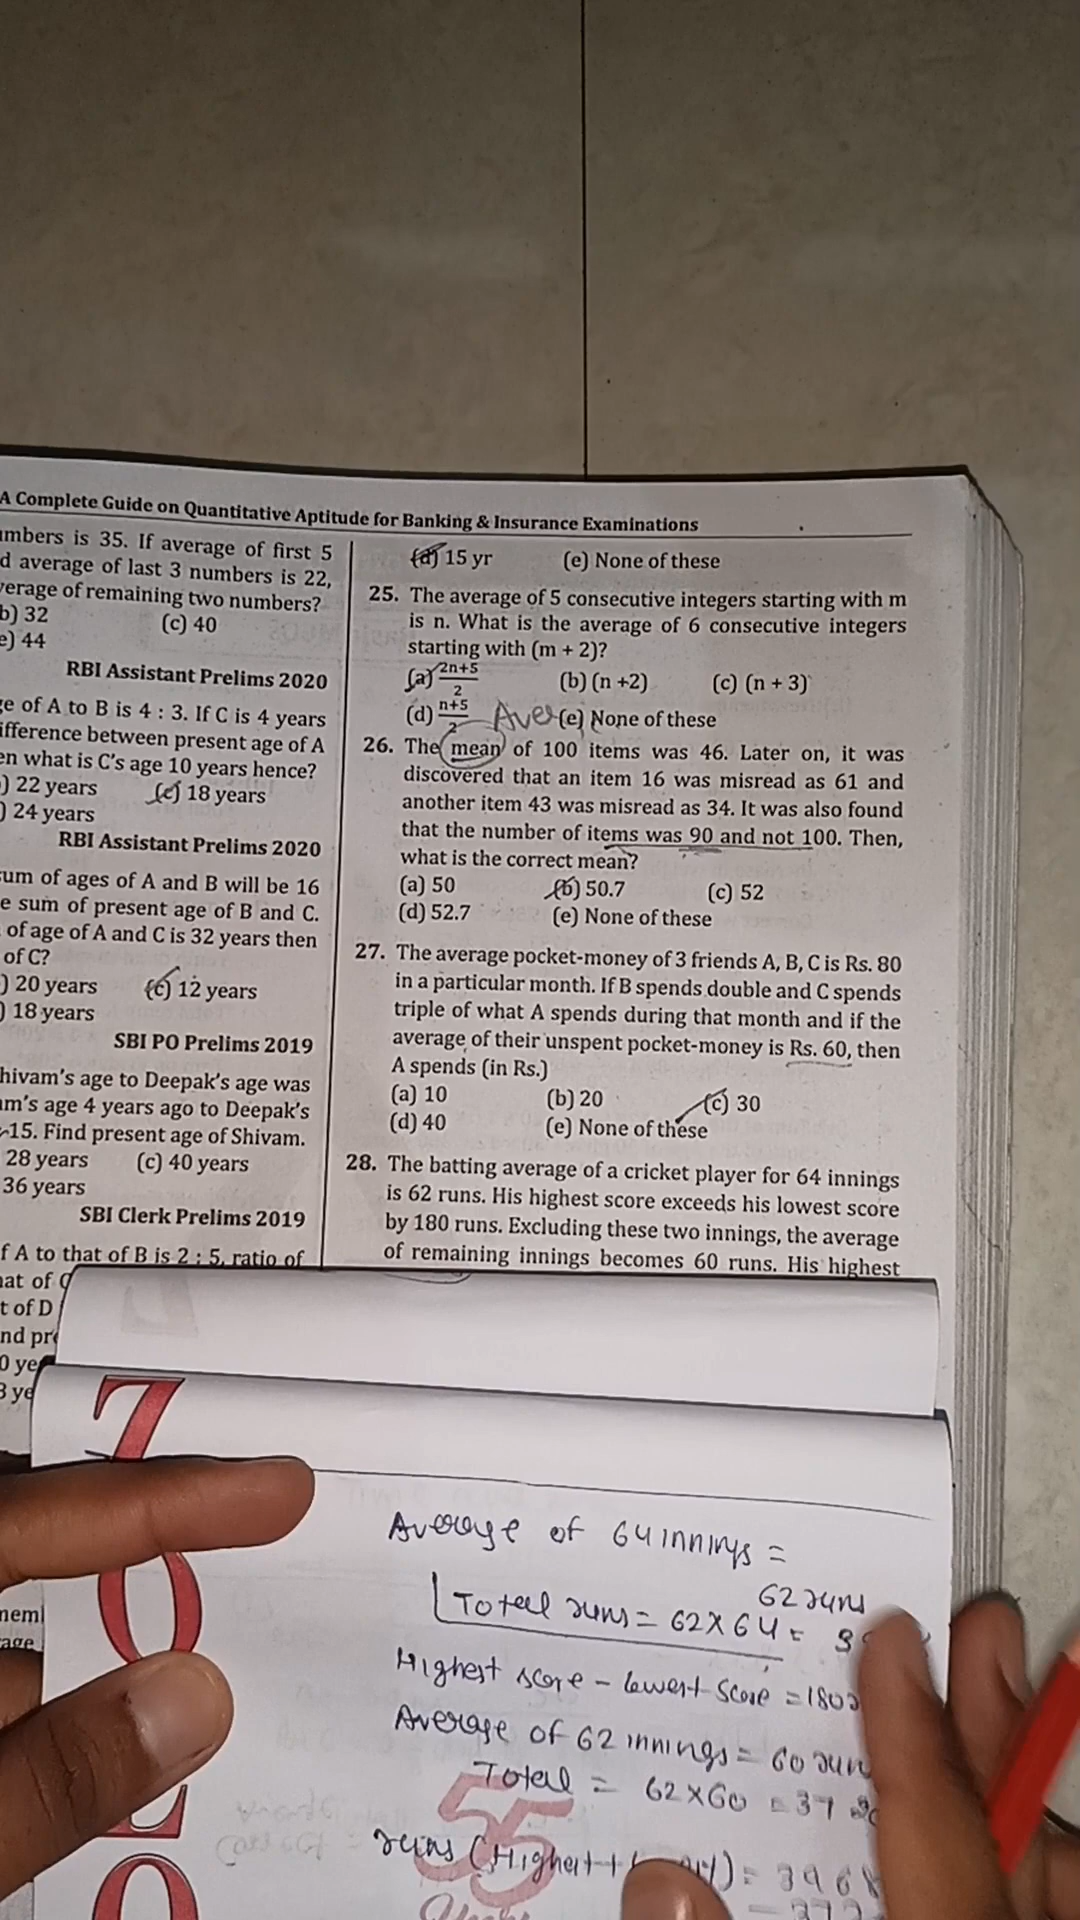 A Complete Guide on Quantitative Aptitude for Banking & Insurance Examinations
is 35. If average of first 5
average of last 3 numbers is 22,
of remaining two numbers?
b) 32 (c) 40
e) 44
RBI Assistant Prelims 2020
of A to B is 4 : 3. If C is 4 years
between present age of A
what is C's age 10 years hence?
) 22 years (c) 18 years
) 24 years
RBI Assistant Prelims 2020
of ages of A and B will be 16
sum of present age of B and C.
of age of A and C is 32 years then
of C?
) 20 years (c) 12 years
) 18 years
SBI PO Prelims 2019
age to Deepak's age was
age 4 years ago to Deepak's
15. Find present age of Shivam.
28 years (c) 40 years
36 years
SBI Clerk Prelims 2019
A to that of B is 2 : 5, ratio of
of
of D
(d) 15 yr (e) None of these
25. The average of 5 consecutive integers starting with m
is n. What is the average of 6 consecutive integers
starting with (m + 2)?
(a) 2n+5/2 (b) (n +2) (c) (n + 3)
(d) n+5/2 Aver (e) None of these
26. The mean of 100 items was 46. Later on, it was
discovered that an item 16 was misread as 61 and
another item 43 was misread as 34. It was also found
that the number of items was 90 and not 100. Then,
what is the correct mean?
(a) 50 (b) 50.7 (c) 52
(d) 52.7 (e) None of these
27. The average pocket-money of 3 friends A, B, C is Rs. 80
in a particular month. If B spends double and C spends
triple of what A spends during that month and if the
average of their unspent pocket-money is Rs. 60, then
A spends (in Rs.)
(a) 10 (b) 20 (c) 30
(d) 40 (e) None of these
28. The batting average of a cricket player for 64 innings
is 62 runs. His highest score exceeds his lowest score
by 180 runs. Excluding these two innings, the average
of remaining innings becomes 60 runs. His highest
Average of 64 innings =
62 runs
Total runs = 62 x 64 =
Highest score - lowest score = 180
Average of 62 innings = 60
Total = 62x60 = 37
runs (Highest + = 3968
55